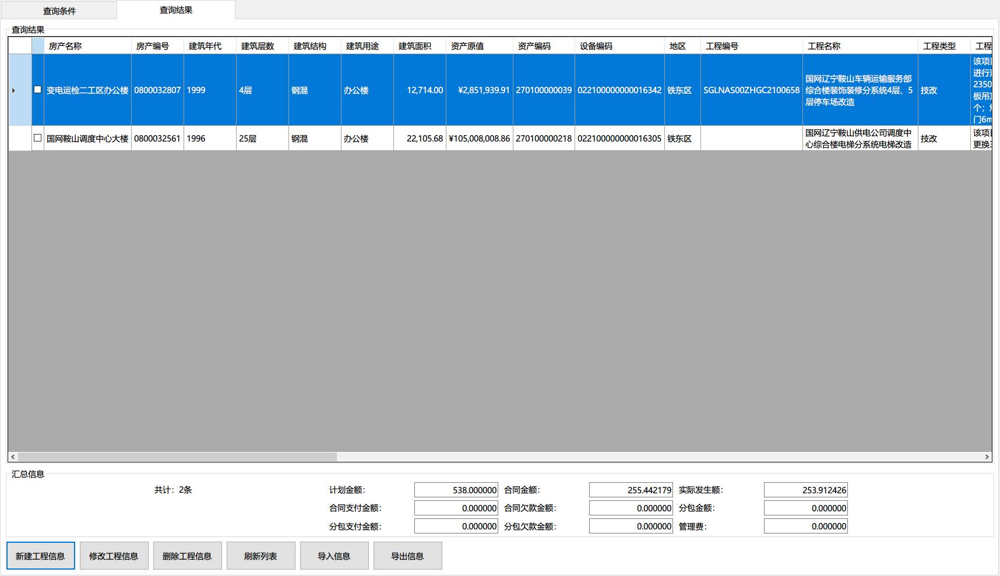 查询条件 查询结果
查询结果
房产名称 房产编号 建筑年代 建筑层数 建筑结构 建筑用途 建筑面积 资产原值 资产编码 设备编码 地区 工程编号 工程名称 工程类型 工程
变电运检二工区办公楼 0800032807 1999 4层 钢混 办公楼 12,714.00 ¥2,851,939.91 270100000039 022100000000016342 铁东区 SGLNAS00ZHGC2100658
国网辽宁鞍山车辆运输服务部
综合楼装饰装修分系统4层、5
层停车场改造
技改
该项
进行
2350
板吊
个；
门6m
国网鞍山调度中心大楼 0800032561 1996 25层 钢混 办公楼 22,105.68 ¥105,008,008.86 270100000218 022100000000016305 铁东区
国网辽宁鞍山供电公司调度中
心综合楼电梯分系统电梯改造
技改
该项
更换
汇总信息
共计：2条 计划金额： 538.000000 合同金额： 255.442179 实际发生额： 253.912426
合同支付金额： 0.000000 合同欠款金额： 0.000000 分包金额： 0.000000
分包支付金额： 0.000000 分包欠款金额： 0.000000 管理费： 0.000000
新建工程信息 修改工程信息 删除工程信息 刷新列表 导入信息 导出信息